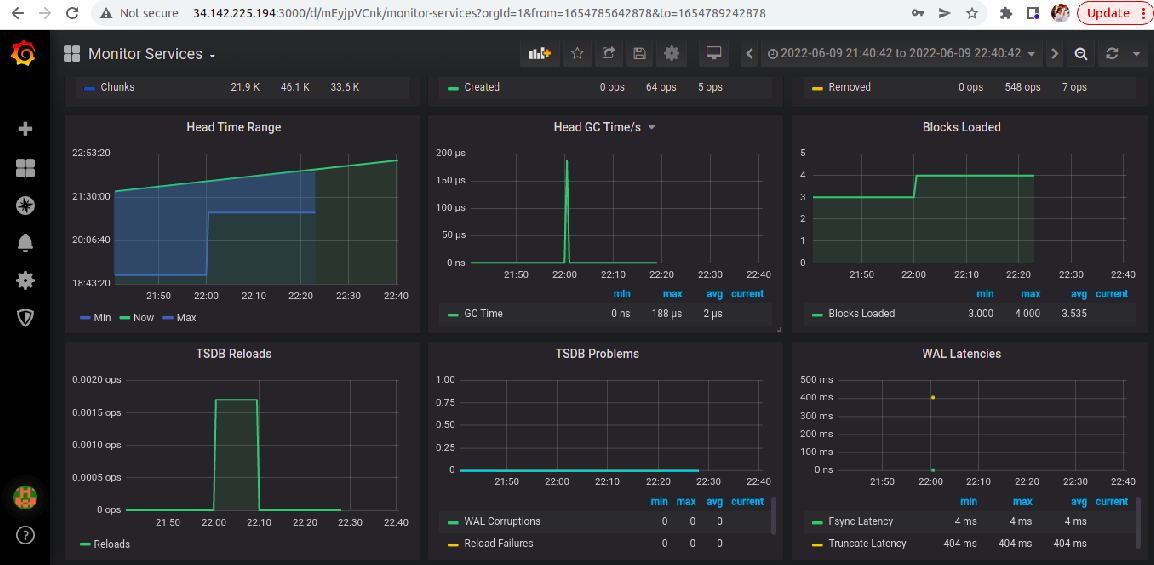 Not secure 34.142.225.194:3000/d/mEyjpVCnk/monitor-services?orgId=1&from=1654785642878&to=1654789242878 Update
Monitor Services 2022-06-09 21:40:42 to 2022-06-09 22:40:42
Chunks 21.9 K 46.1 K 33.6 K
Created 0 ops 64 ops 5 ops
Removed 0 ops 548 ops 7 ops
Head Time Range
22:53:20
21:30:00
20:06:40
18:43:20
21:50 22:00 22:10 22:20 22:30 22:40
Min Now Max
Head GC Time/s
200 µs
150 µs
100 µs
50 µs
0 ns
21:50 22:00 22:10 22:20 22:30 22:40
min max avg current
GC Time 0 ns 188 µs 2 µs
Blocks Loaded
5
4
3
2
1
0
21:50 22:00 22:10 22:20 22:30 22:40
min max avg current
Blocks Loaded 3.000 4.000 3.535
TSDB Reloads
0.0020 ops
0.0015 ops
0.0010 ops
0.0005 ops
0 ops
21:50 22:00 22:10 22:20 22:30 22:40
Reloads
TSDB Problems
1.00
0.75
0.50
0.25
0
21:50 22:00 22:10 22:20 22:30 22:40
min max avg current
WAL Corruptions 0 0 0
Reload Failures 0 0 0
WAL Latencies
500 ms
400 ms
300 ms
200 ms
100 ms
0 ns
21:50 22:00 22:10 22:20 22:30 22:40
min max avg current
Fsync Latency 4 ms 4 ms 4 ms
Truncate Latency 404 ms 404 ms 404 ms